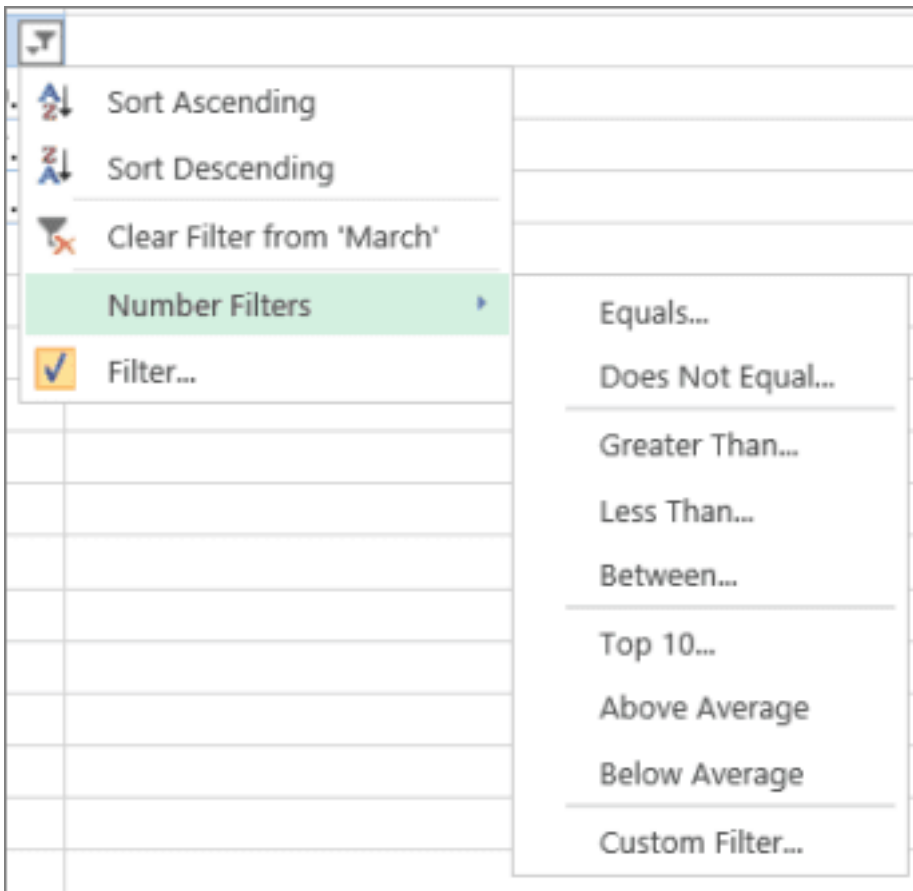 Sort Ascending
Sort Descending
Clear Filter from 'March'
Number Filters
Filter...
Equals...
Does Not Equal...
Greater Than...
Less Than...
Between...
Top 10...
Above Average
Below Average
Custom Filter...